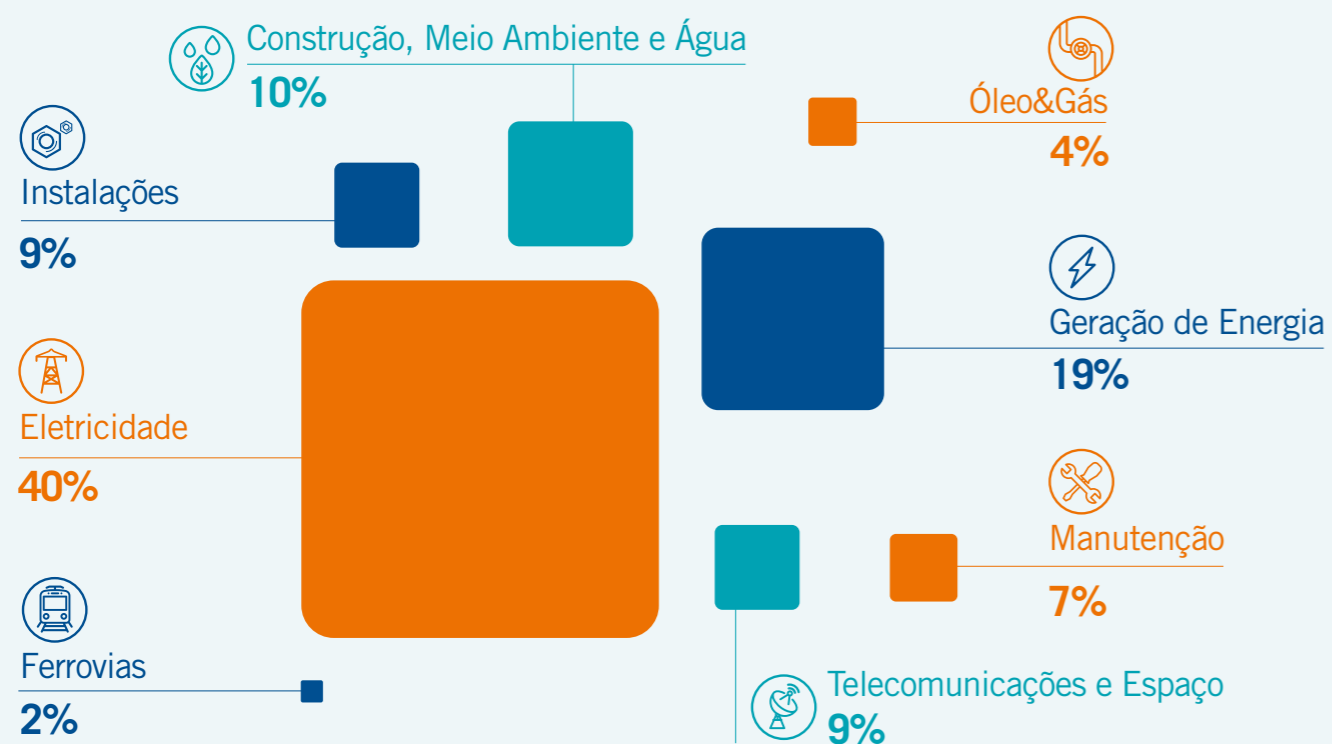 Construção, Meio Ambiente e Água
10%
Óleo&Gás
4%
Instalações
9%
Geração de Energia
19%
Eletricidade
40%
Manutenção
7%
Ferrovias
2%
Telecomunicações e Espaço
9%